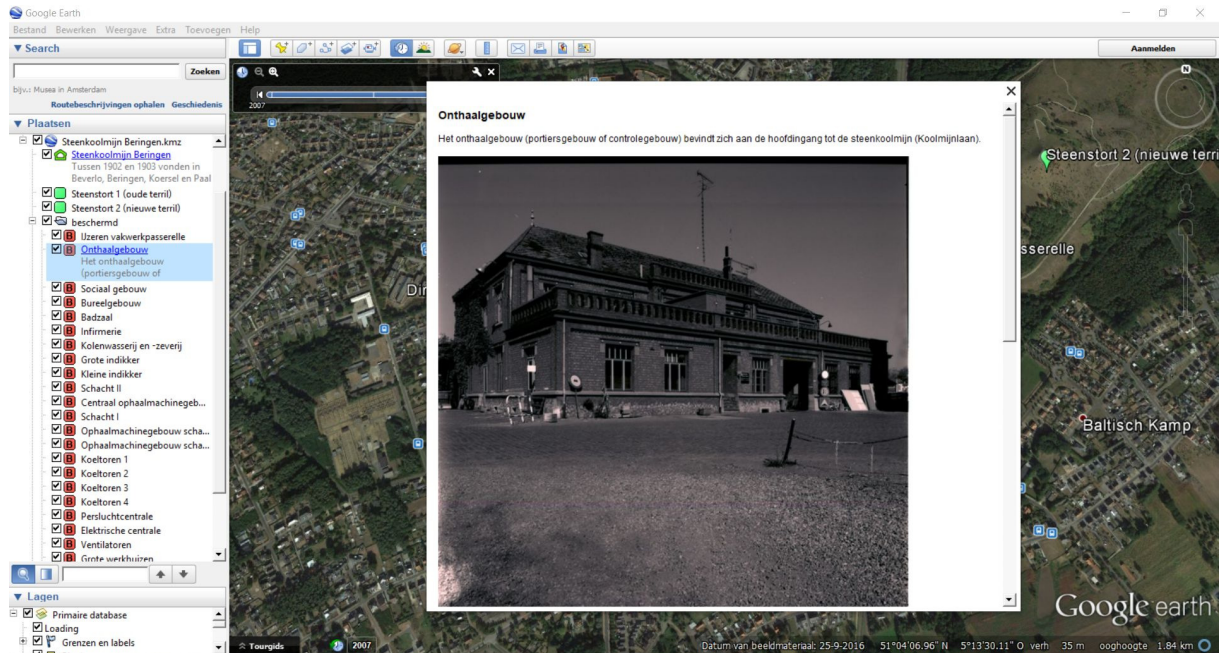 Google Earth
Bestand Bewerken Weergave Extra Toevoegen Help
Search
Zoeken
bijv.: Musea in Amsterdam
Routebeschrijvingen ophalen Geschiedenis
Plaatsen
Steenkoolmijn Beringen.kmz
Steenkoolmijn Beringen
Tussen 1902 en 1903 vonden in
Beverlo, Beringen, Koersel en Paal
Steenstort 1 (oude terril)
Steenstort 2 (nieuwe terril)
beschermd
B IJzeren vakwerkpasserelle
B Onthaalgebouw
Het onthaalgebouw
(portiersgebouw of
B Sociaal gebouw
B Bureelgebouw
B Badzaal
B Infirmerie
B Kolenwasserij en -zeverij
B Grote indikker
B Kleine indikker
B Schacht II
B Centraal ophaalmachinegeb...
B Schacht I
B Ophaalmachinegebouw scha...
B Ophaalmachinegebouw scha...
B Koeltoren 1
B Koeltoren 2
B Koeltoren 3
B Koeltoren 4
B Persluchtcentrale
B Elektrische centrale
B Ventilatoren
B Grote werkhuizen
Lagen
Primaire database
Loading
Grenzen en labels
Aanmelden
2007
Onthaalgebouw
Het onthaalgebouw (portiersgebouw of controlegebouw) bevindt zich aan de hoofdingang tot de steenkoolmijn (Koolmijnlaan).
N
Steenstort 2 (nieuwe terri
sserelle
Dir
Baltisch Kamp
Google earth
Tourgids
2007
Datum van beeldmateriaal: 25-9-2016 51°04'06.96" N 5°13'30.11" O verh 35 m ooghoogte 1.84 km